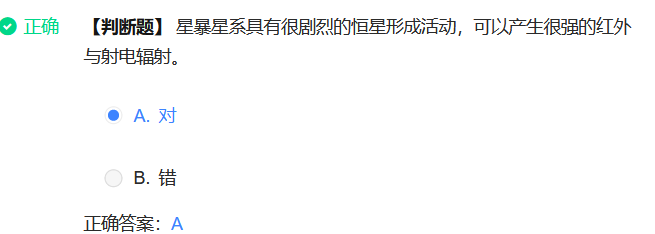 正确 【判断题】 星暴星系具有很剧烈的恒星形成活动，可以产生很强的红外
与射电辐射。
A. 对
B. 错
正确答案：A